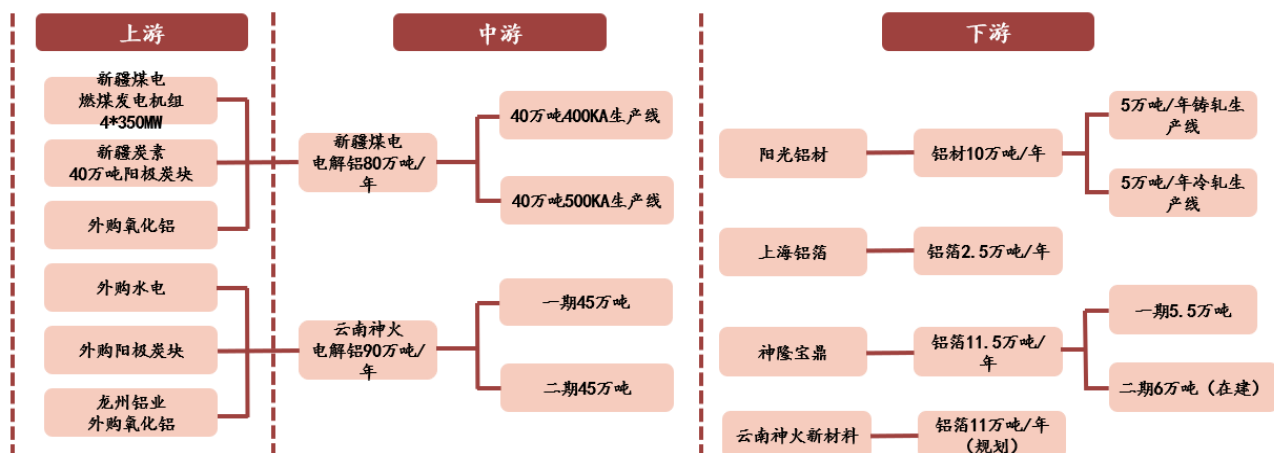 上游
中游
下游
新疆煤电
燃煤发电机组
4*350MW
新疆炭素
40万吨阳极炭块
外购氧化铝
外购水电
外购阳极炭块
龙州铝业
外购氧化铝
新疆煤电
电解铝80万吨/
年
云南神火
电解铝90万吨/
年
40万吨400KA生产线
40万吨500KA生产线
一期45万吨
二期45万吨
阳光铝材
上海铝箔
神隆宝鼎
云南神火新材料
铝材10万吨/年
铝箔2.5万吨/年
铝箔11.5万吨/
年
铝箔11万吨/年
（规划）
5万吨/年铸轧生
产线
5万吨/年冷轧生
产线
一期5.5万吨
二期6万吨（在建）